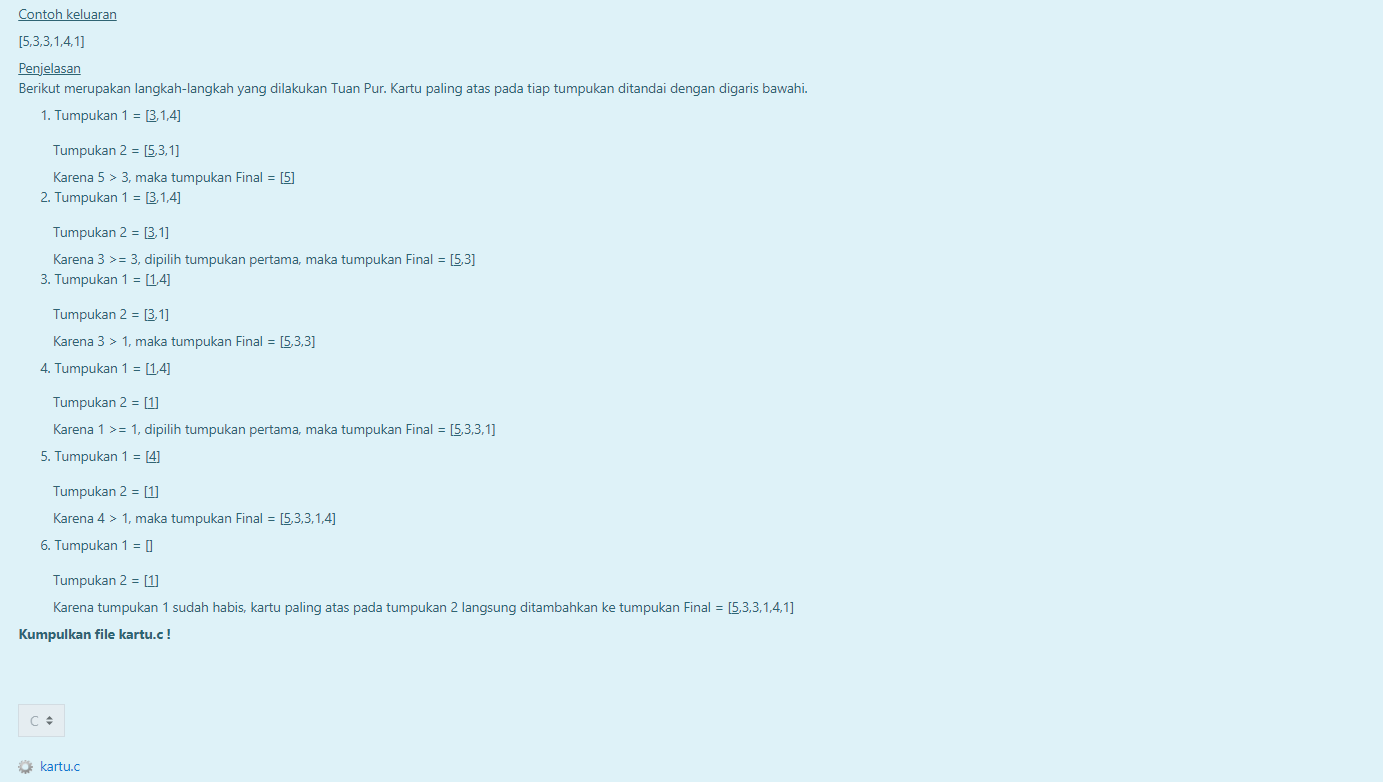 Contoh keluaran
[5,3,3,1,4,1]
Penjelasan
Berikut merupakan langkah-langkah yang dilakukan Tuan Pur. Kartu paling atas pada tiap tumpukan ditandai dengan digaris bawahi.
1. Tumpukan 1 = [3,1,4]
Tumpukan 2 = [5,3,1]
Karena 5 > 3, maka tumpukan Final = [5]
2. Tumpukan 1 = [3,1,4]
Tumpukan 2 = [3,1]
Karena 3 >= 3, dipilih tumpukan pertama, maka tumpukan Final = [5,3]
3. Tumpukan 1 = [1,4]
Tumpukan 2 = [3,1]
Karena 3 > 1, maka tumpukan Final = [5,3,3]
4. Tumpukan 1 = [1,4]
Tumpukan 2 = [1]
Karena 1 >= 1, dipilih tumpukan pertama, maka tumpukan Final = [5,3,3,1]
5. Tumpukan 1 = [4]
Tumpukan 2 = [1]
Karena 4 > 1, maka tumpukan Final = [5,3,3,1,4]
6. Tumpukan 1 = []
Tumpukan 2 = [1]
Karena tumpukan 1 sudah habis, kartu paling atas pada tumpukan 2 langsung ditambahkan ke tumpukan Final = [5,3,3,1,4,1]
Kumpulkan file kartu.c !
C
kartu.c